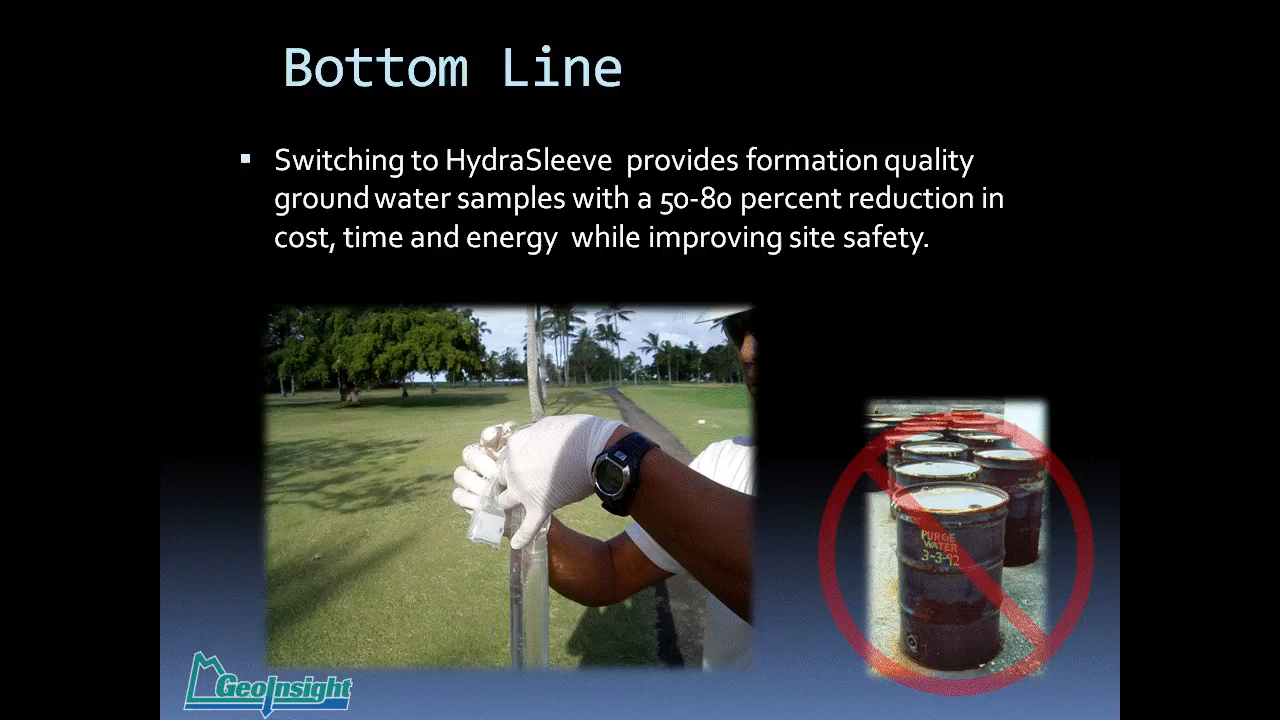 Bottom Line
Switching to HydraSleeve provides formation quality
ground water samples with a 50-80 percent reduction in
cost, time and energy while improving site safety.
PURGE
WATER
3-3-92
GeoInsight